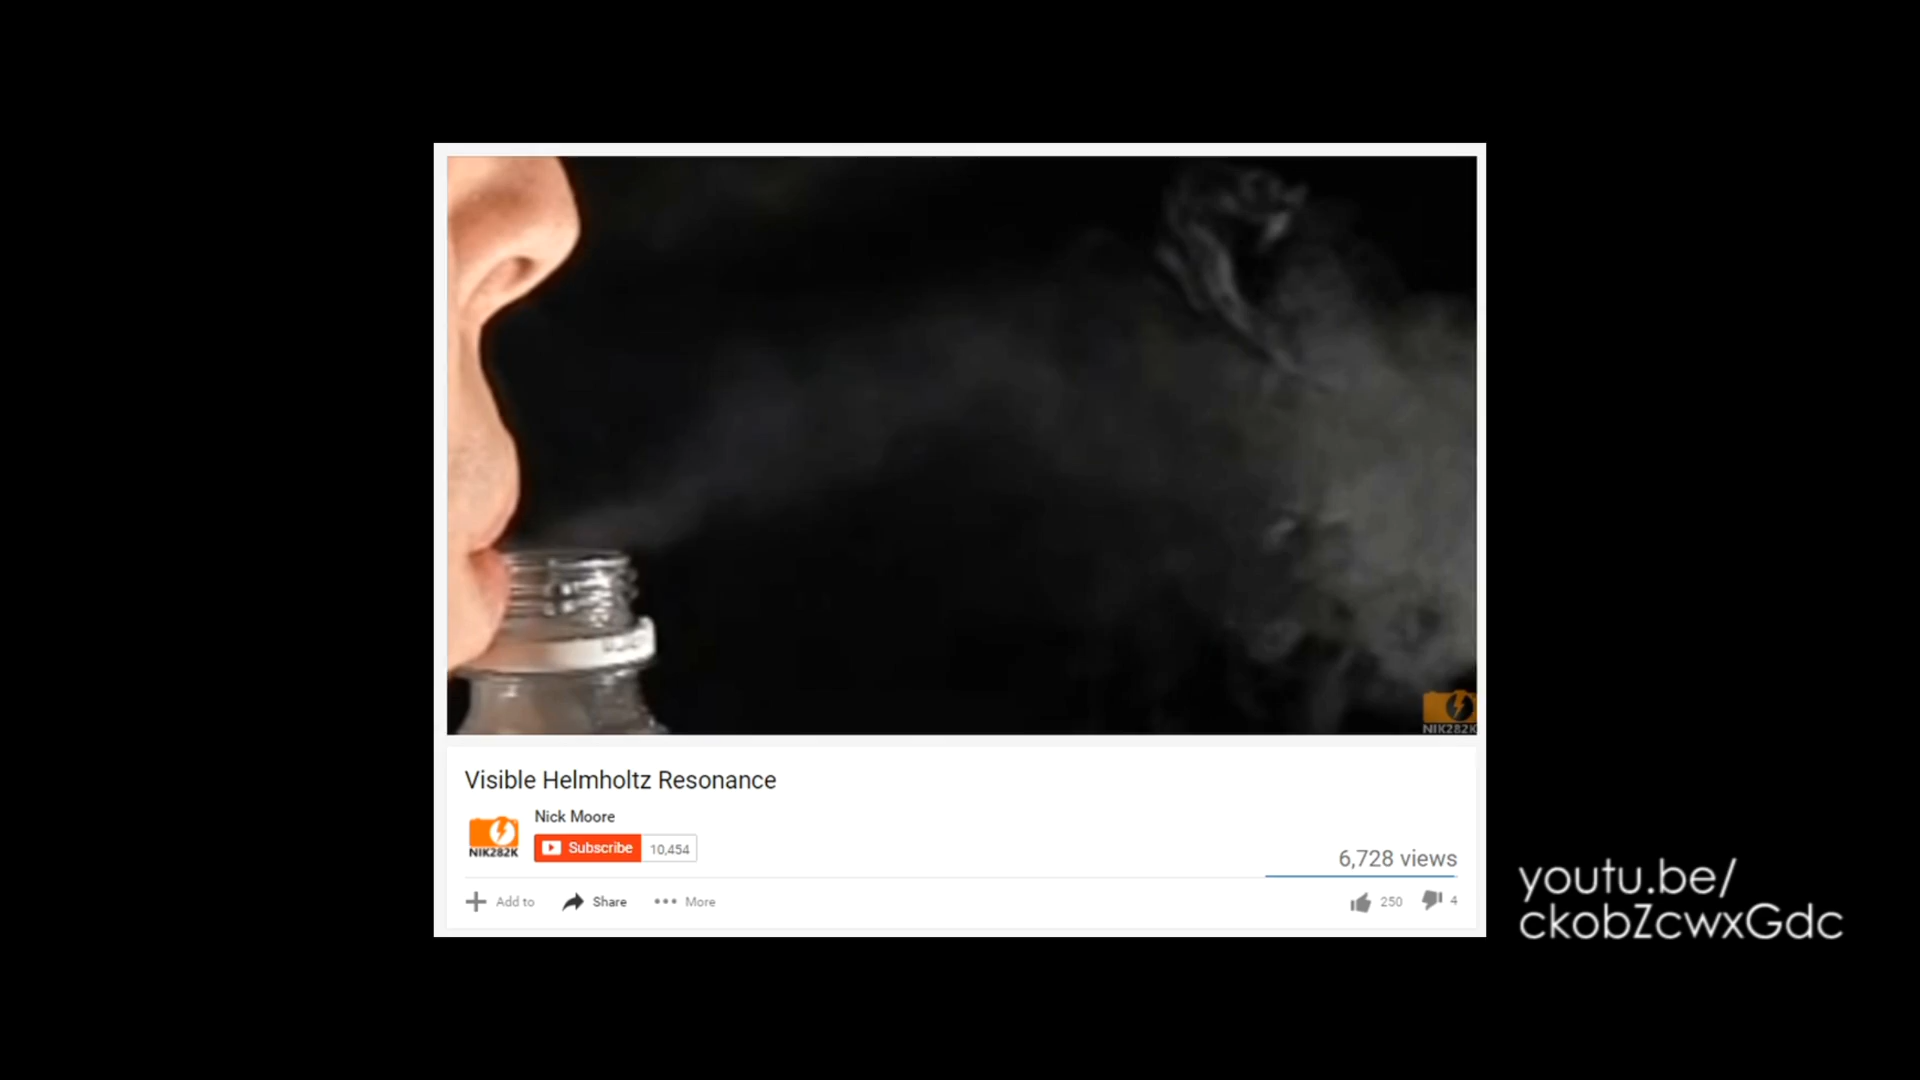 NIK282K
Visible Helmholtz Resonance
Nick Moore
NIK282K
Subscribe 10,454
6,728 views
Add to Share More 250 4
youtu.be/
ckobZcwxGdc